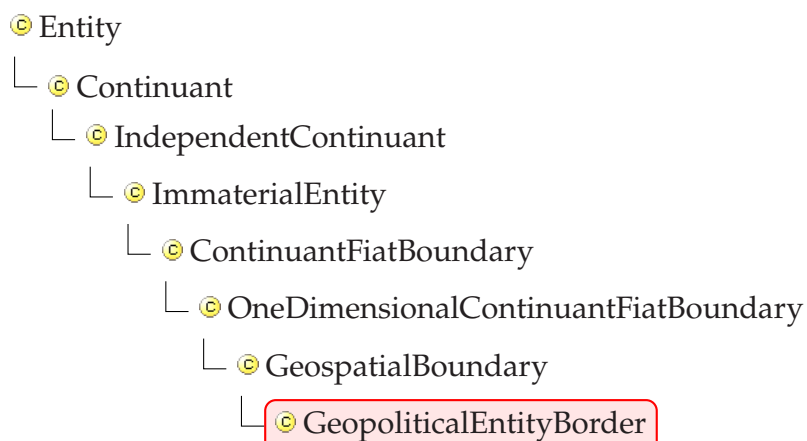 C Entity
C Continuant
C IndependentContinuant
C ImmaterialEntity
C ContinuantFiatBoundary
C OneDimensionalContinuantFiatBoundary
C GeospatialBoundary
C GeopoliticalEntityBorder